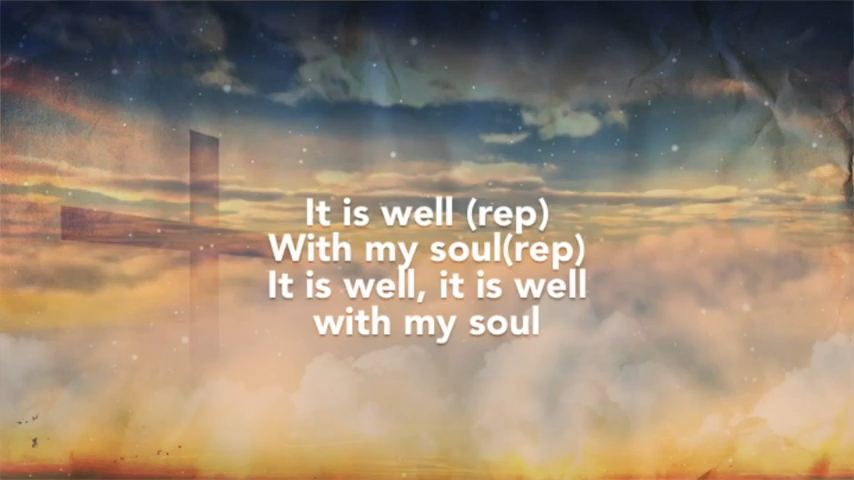 It is well (rep)
With my soul(rep)
It is well, it is well
with my soul